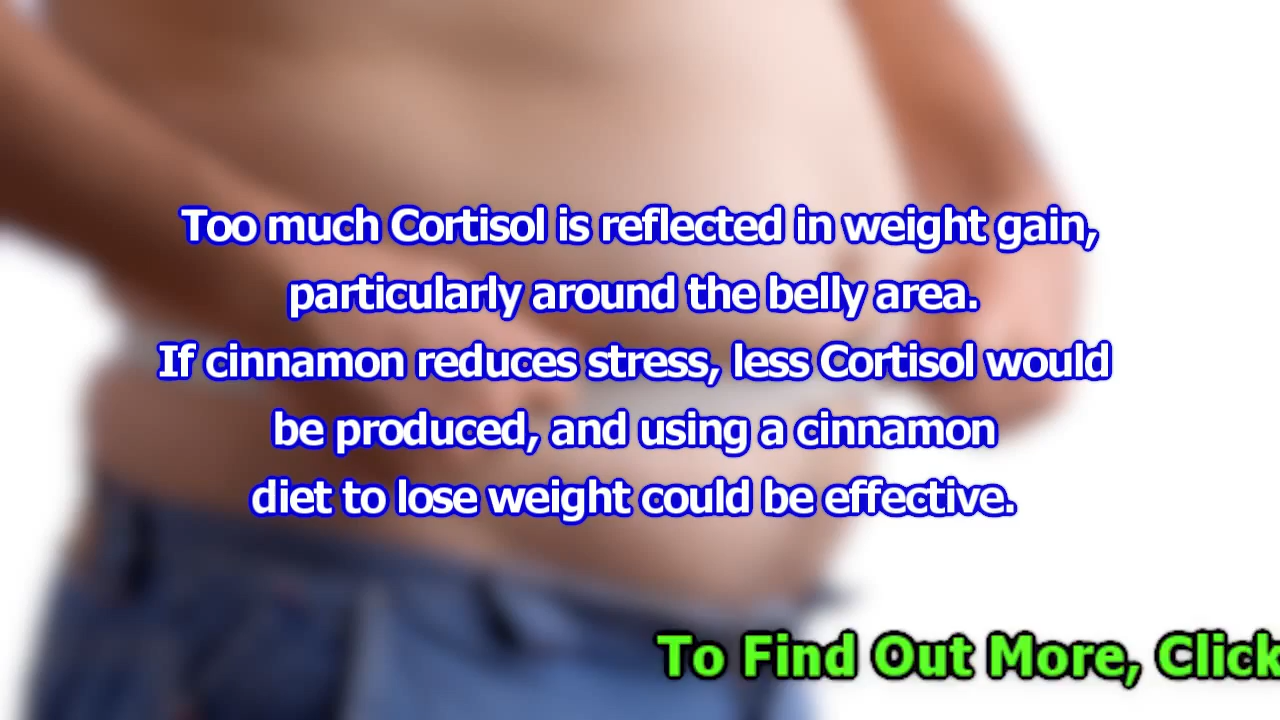 Too much Cortisol is reflected in weight gain,
particularly around the belly area.
If cinnamon reduces stress, less Cortisol would
be produced, and using a cinnamon
diet to lose weight could be effective.
To Find Out More, Click